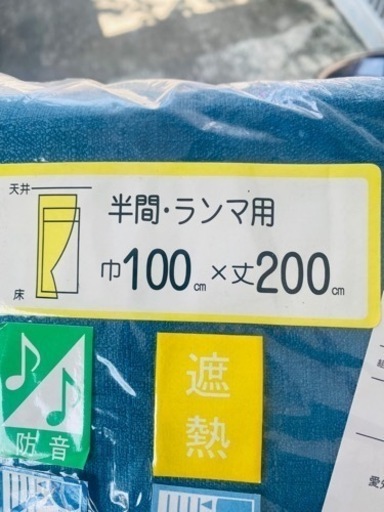 天井
半間・ランマ用
巾100cm×丈200cm
床
防音
遮熱